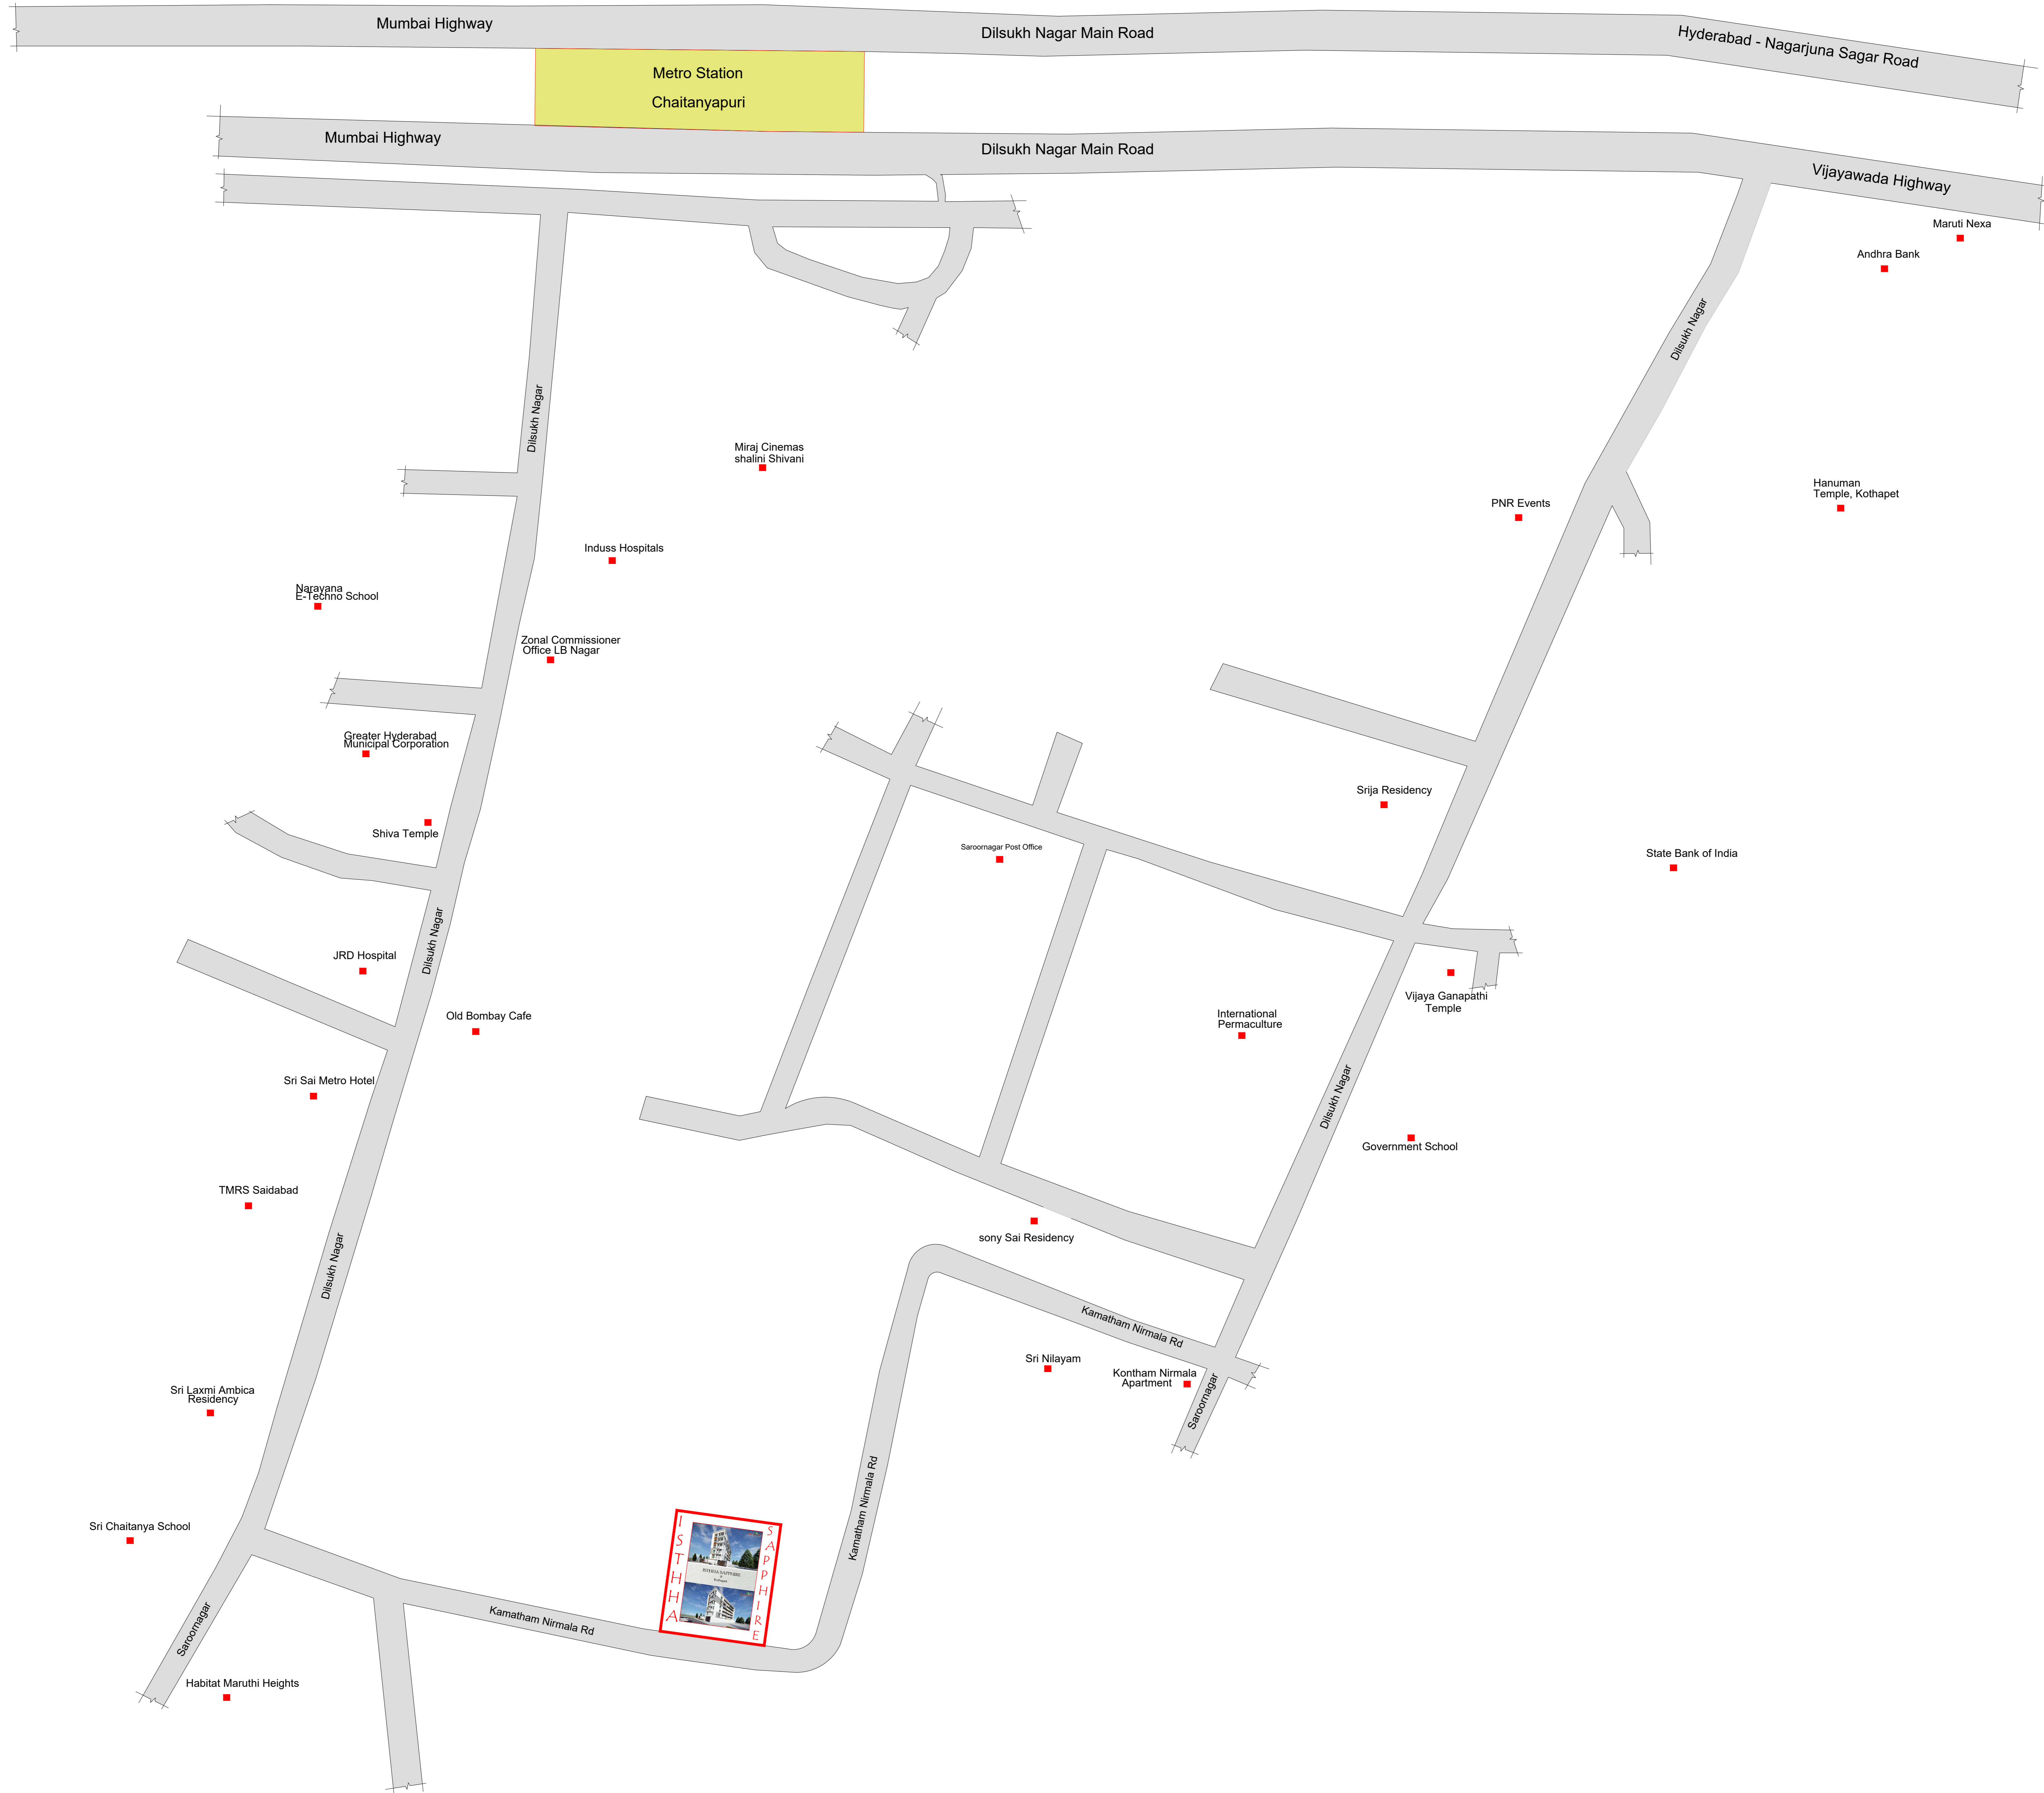 Mumbai Highway
Dilsukh Nagar Main Road
Hyderabad - Nagarjuna Sagar Road
Metro Station
Chaitanyapuri
Mumbai Highway
Dilsukh Nagar Main Road
Vijayawada Highway
Maruti Nexa
Andhra Bank
Dilsukh Nagar
Dilsukh Nagar
Miraj Cinemas
shalini Shivani
Hanuman
Temple, Kothapet
PNR Events
Induss Hospitals
Narayana
E-Techno School
Zonal Commissioner
Office LB Nagar
Greater Hyderabad
Municipal Corporation
Srija Residency
Shiva Temple
Saroornagar Post Office
State Bank of India
Dilsukh Nagar
JRD Hospital
Vijaya Ganapathi
Temple
Old Bombay Cafe
International
Permaculture
Sri Sai Metro Hotel
Dilsukh Nagar
Government School
TMRS Saidabad
sony Sai Residency
Dilsukh Nagar
Kamatham Nirmala Rd
Sri Nilayam
Kontham Nirmala
Apartment
Saroornagar
Sri Laxmi Ambica
Residency
Kamatham Nirmala Rd
Sri Chaitanya School
ISTHHA
SAPPHIRE
ISTHHA SAPPHIRE
Kothapet
Kamatham Nirmala Rd
Saroornagar
Habitat Maruthi Heights